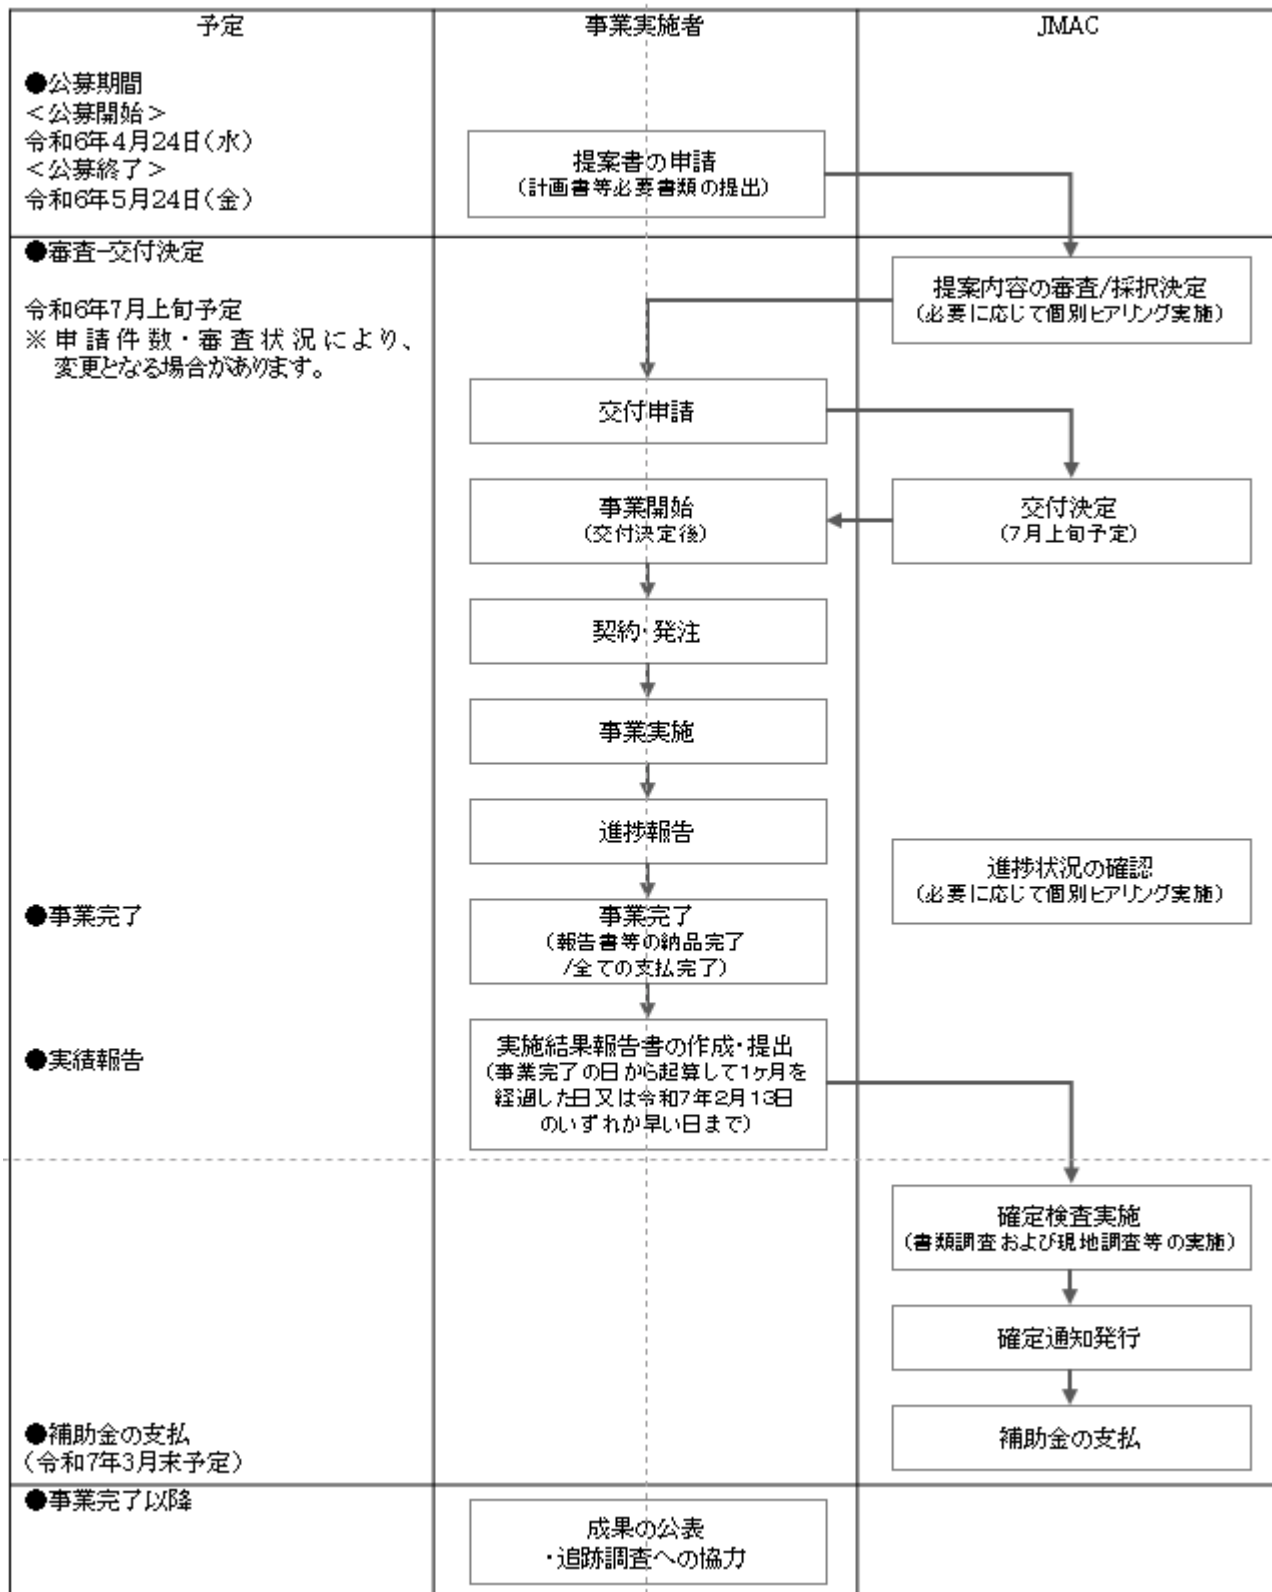 予定
事業実施者
JMAC
●公募期間
＜公募開始＞
令和6年4月24日（水）
＜公募終了＞
令和6年5月24日（金）
提案書の申請
（計画書等必要書類の提出）
●審査-交付決定
令和6年7月上旬予定
※申請件数・審査状況により、
変更となる場合があります。
提案内容の審査/採択決定
（必要に応じて個別ヒアリング実施）
交付申請
事業開始
（交付決定後）
交付決定
（7月上旬予定）
契約・発注
事業実施
進捗報告
進捗状況の確認
（必要に応じて個別ヒアリング実施）
●事業完了
事業完了
（報告書等の納品完了
/全ての支払完了）
●実績報告
実施結果報告書の作成・提出
（事業完了の日から起算して1ヶ月を
経過した日又は令和7年2月13日
のいずれか早い日まで）
確定検査実施
（書類調査および現地調査等の実施）
確定通知発行
●補助金の支払
（令和7年3月末予定）
補助金の支払
●事業完了以降
成果の公表
・追跡調査への協力